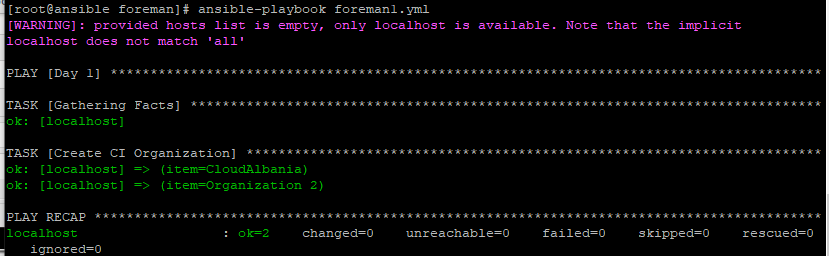 [root@ansible foreman]# ansible-playbook foreman1.yml
[WARNING]: provided hosts list is empty, only localhost is available. Note that the implicit
localhost does not match 'all'
PLAY [Day 1] ******************************************************************************************
TASK [Gathering Facts] ********************************************************************************
ok: [localhost]
TASK [Create CI Organization] *************************************************************************
ok: [localhost] => (item=CloudAlbania)
ok: [localhost] => (item=Organization 2)
PLAY RECAP ********************************************************************************************
localhost                  : ok=2    changed=0    unreachable=0    failed=0    skipped=0    rescued=0
   ignored=0